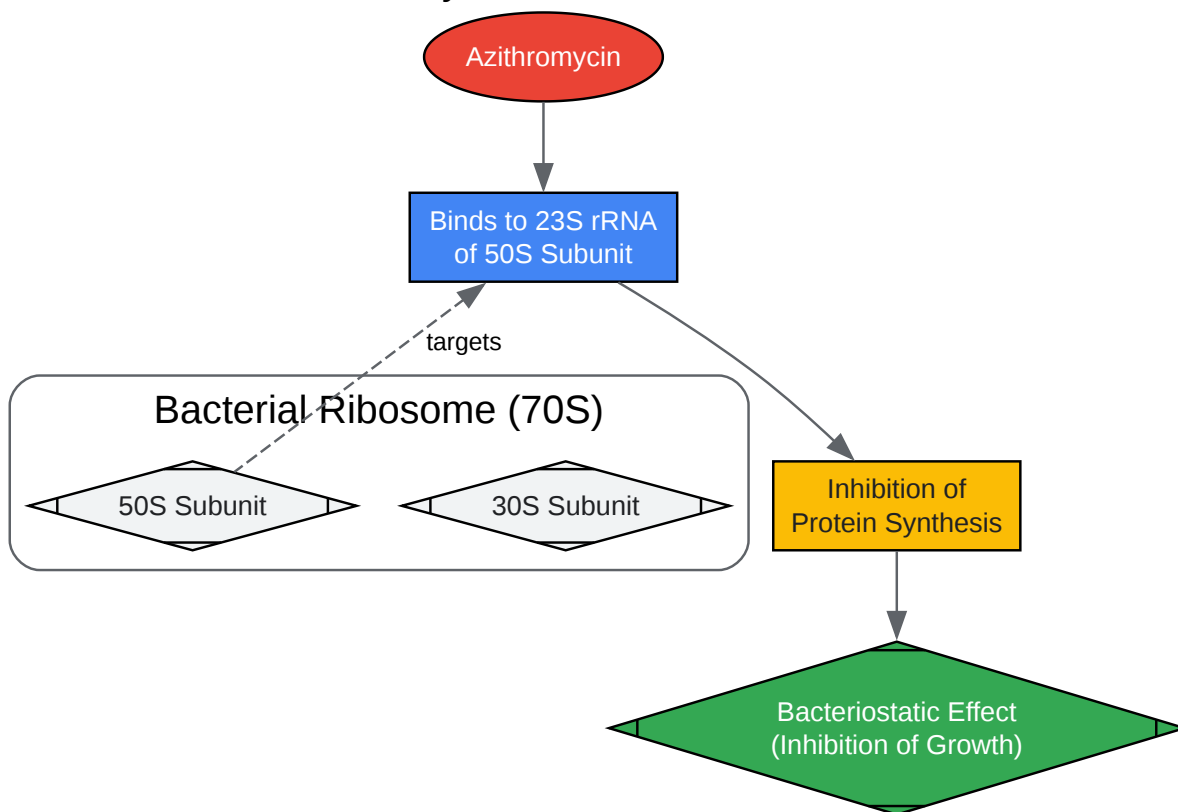 Azithromycin
Binds to 23S rRNA
of 50S Subunit
targets
Bacterial Ribosome (70S)
50S Subunit
30S Subunit
Inhibition of
Protein Synthesis
Bacteriostatic Effect
(Inhibition of Growth)